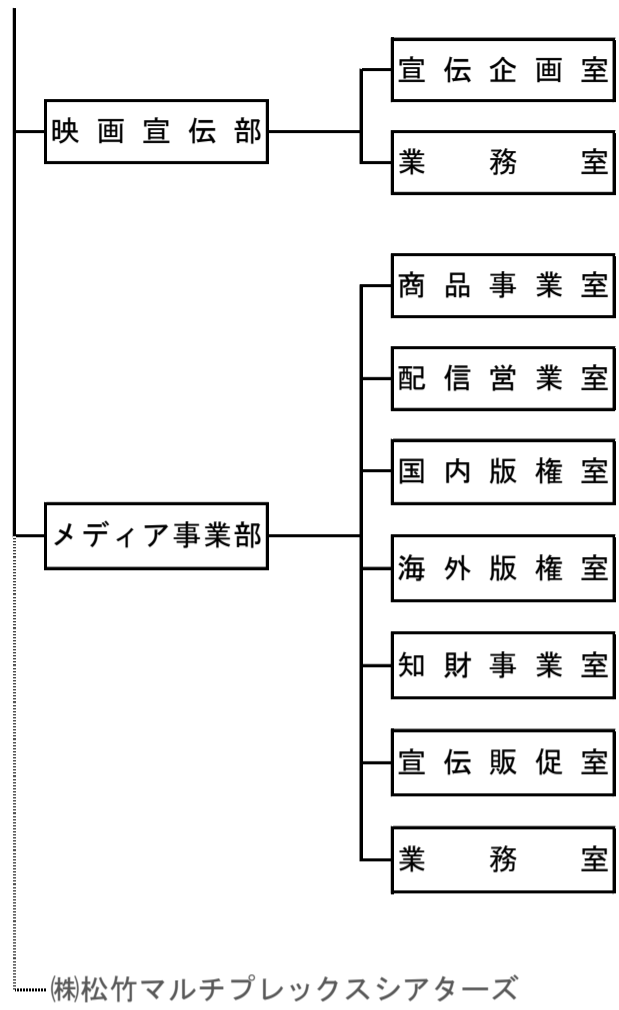 宣伝企画室
映画宣伝部
業務室
商品事業室
配信営業室
国内版権室
メディア事業部
海外版権室
知財事業室
宣伝販促室
業務室
㈱松竹マルチプレックスシアターズ